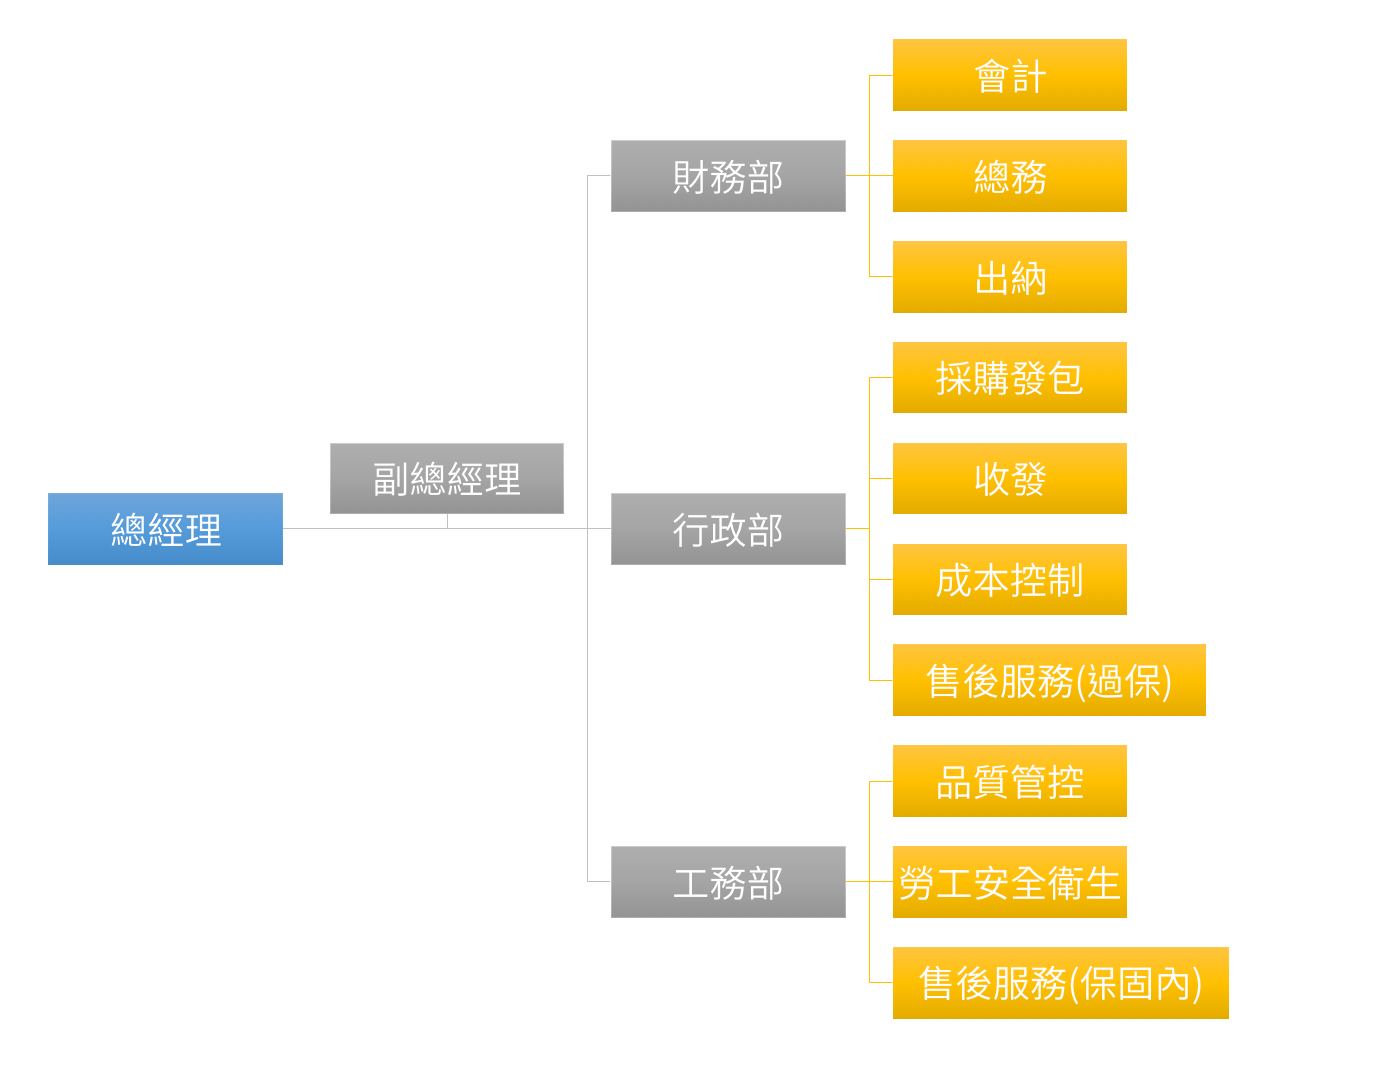 總經理
副總經理
財務部
會計
總務
出納
行政部
採購發包
收發
成本控制
售後服務(過保)
工務部
品質管控
勞工安全衛生
售後服務(保固內)